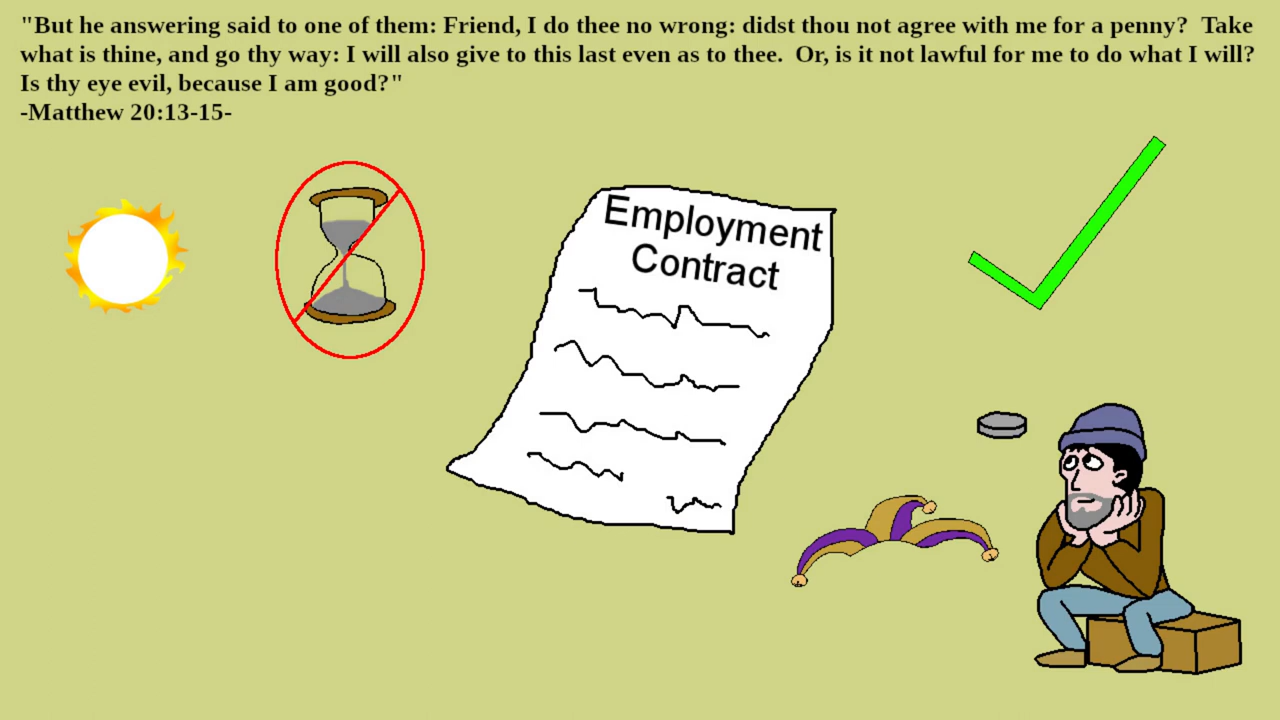 "But he answering said to one of them: Friend, I do thee no wrong: didst thou not agree with me for a penny?  Take
what is thine, and go thy way: I will also give to this last even as to thee.  Or, is it not lawful for me to do what I will?
Is thy eye evil, because I am good?"
-Matthew 20:13-15-
Employment
Contract